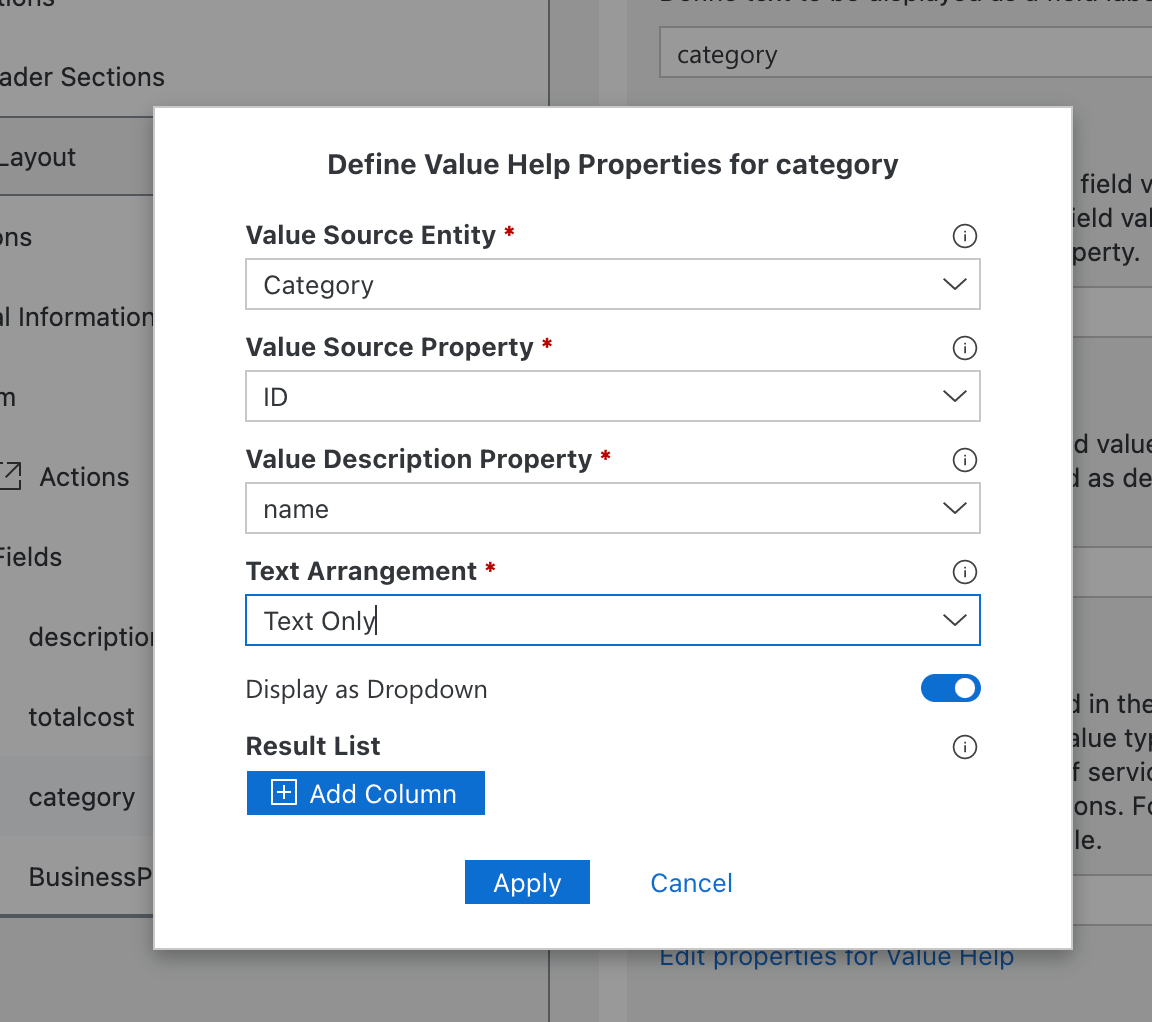 category
ader Sections
Layout
Define Value Help Properties for category
field v
ons
Value Source Entity *
ield val
perty.
Category
al Information
Value Source Property *
m
ID
d value
Value Description Property *
Actions
d as de
name
Fields
Text Arrangement *
Text Only
description
Display as Dropdown
d in the
totalcost
alue typ
Result List
f servic
category
Add Column
ons. Fo
le.
BusinessP
Apply
Cancel
Edit properties for Value Help